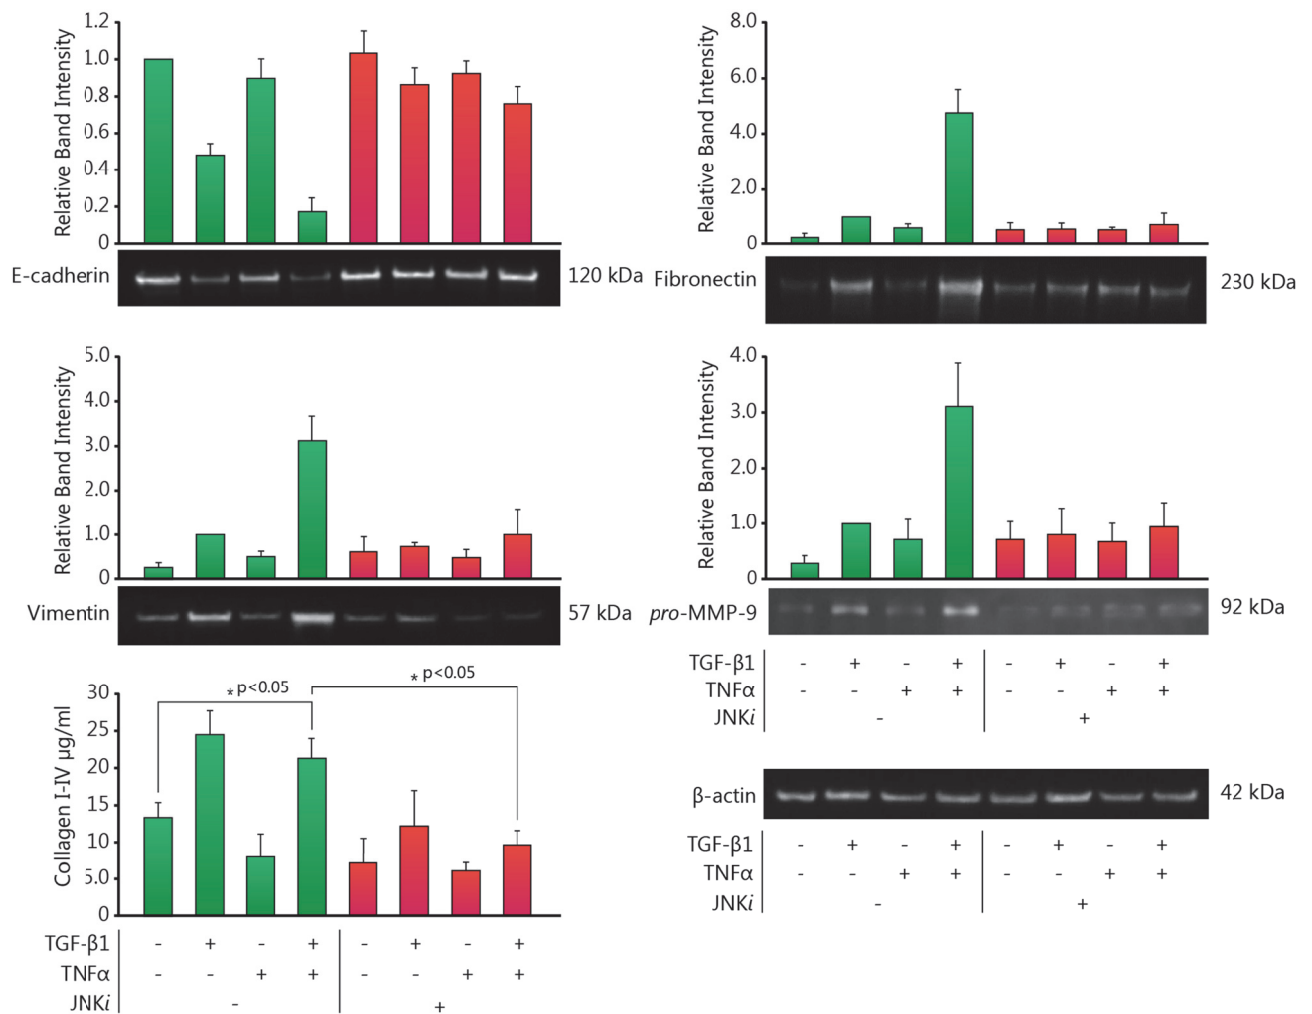 Relative Band Intensity
1.2
1.0
0.8
0.6
0.4
0.2
0
E-cadherin
120 kDa
Relative Band Intensity
8.0
6.0
4.0
2.0
0
Fibronectin
230 kDa
Relative Band Intensity
5.0
4.0
3.0
2.0
1.0
0
Vimentin
57 kDa
Relative Band Intensity
4.0
3.0
2.0
1.0
0
pro-MMP-9
92 kDa
TGF-β1 - + - + - + - +
TNFα - - + + - - + +
JNKi - +
Collagen I-IV µg/ml
30
25
20
15
10
5.0
0
* p<0.05
* p<0.05
TGF-β1 - + - + - + - +
TNFα - - + + - - + +
JNKi - +
β-actin
42 kDa
TGF-β1 - + - + - + - +
TNFα - - + + - - + +
JNKi - +